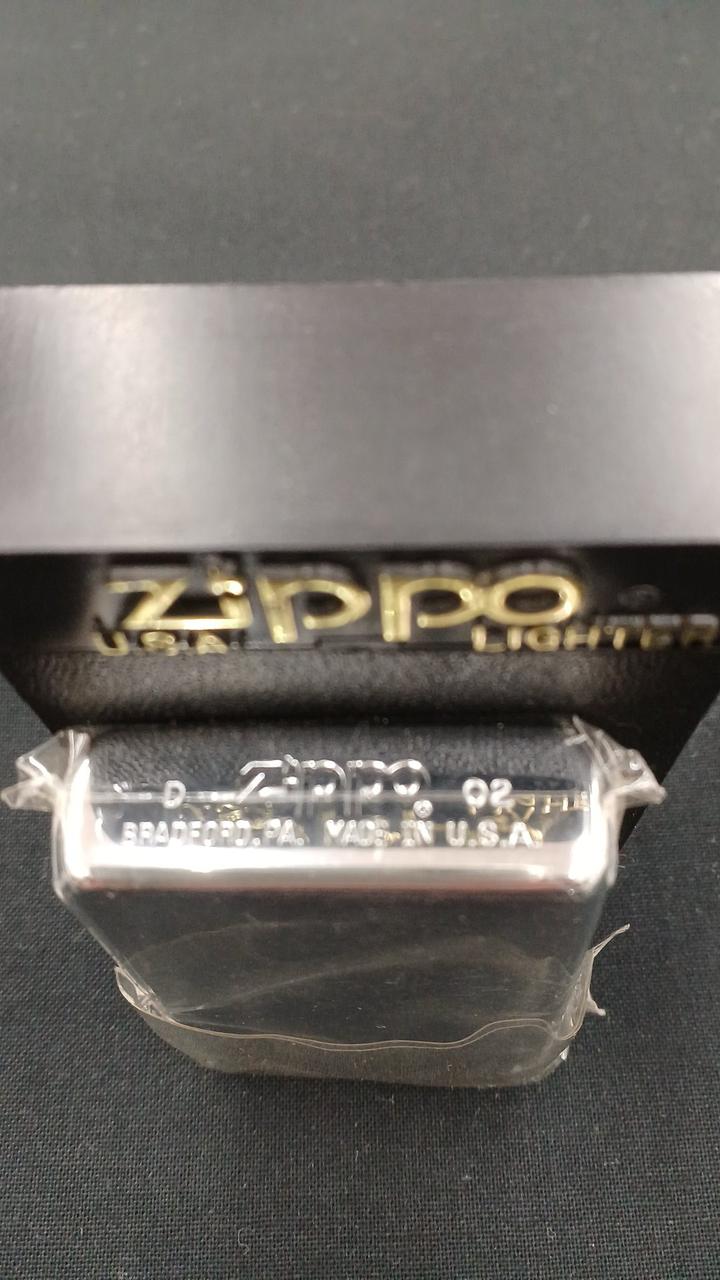 Zippo
USA LIGHTER
D Zippo 02
BRADFORD, PA. MADE IN U.S.A.